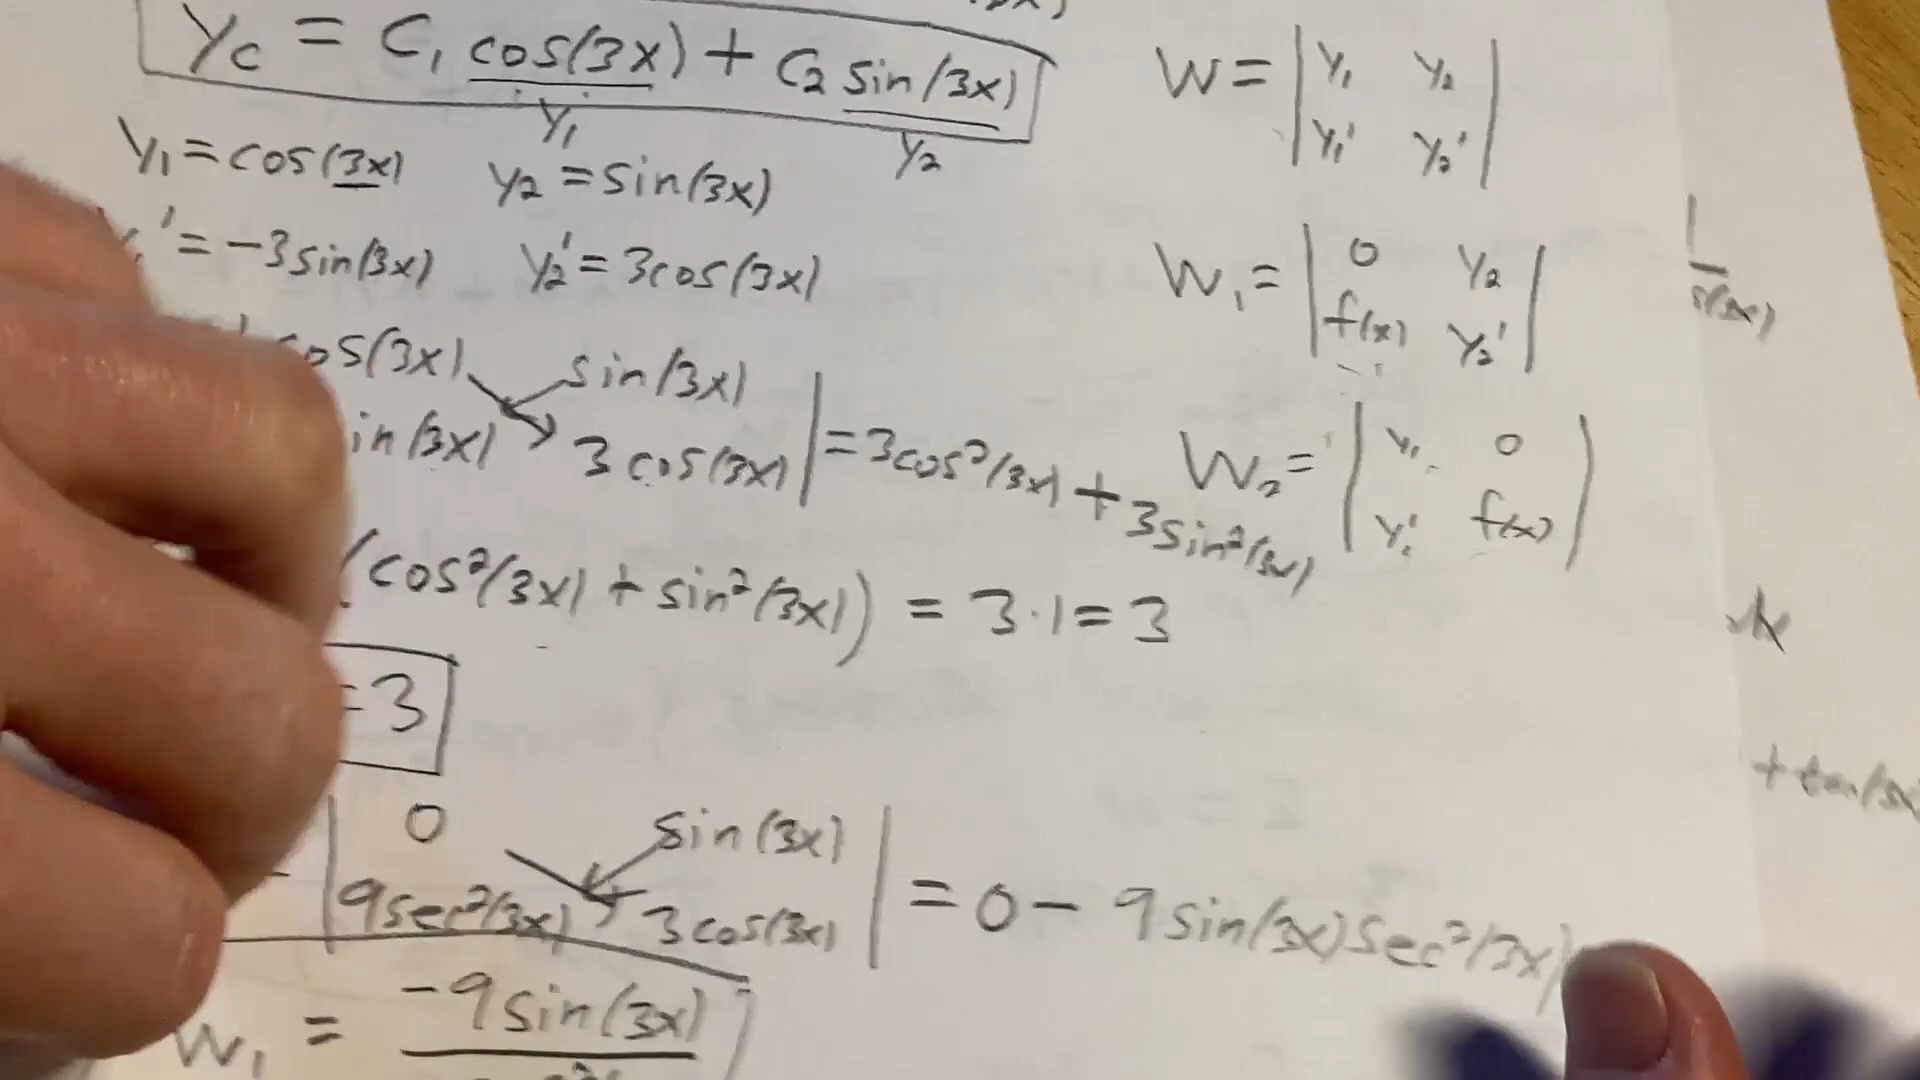 yc = C₁ cos(3x) + C₂ sin(3x)
y₁ y₂
y₁ = cos(3x) y₂ = sin(3x)
' = -3sin(3x) y₂' = 3cos(3x)
cos(3x) sin(3x)
in(3x) 3cos(3x) | = 3cos²(3x) + 3sin²(3x)
(cos²(3x) + sin²(3x)) = 3·1 = 3
= 3
| 0 sin(3x) |
| 9sec²(3x) 3cos(3x) | = 0 - 9sin(3x)sec²(3x)
W₁ = -9sin(3x)
W = | y₁ y₂ |
| y₁' y₂' |
W₁ = | 0 y₂ |
| f(x) y₂' |
W₂ = | y₁ 0 |
| y₁' f(x) |
+ tan(3x